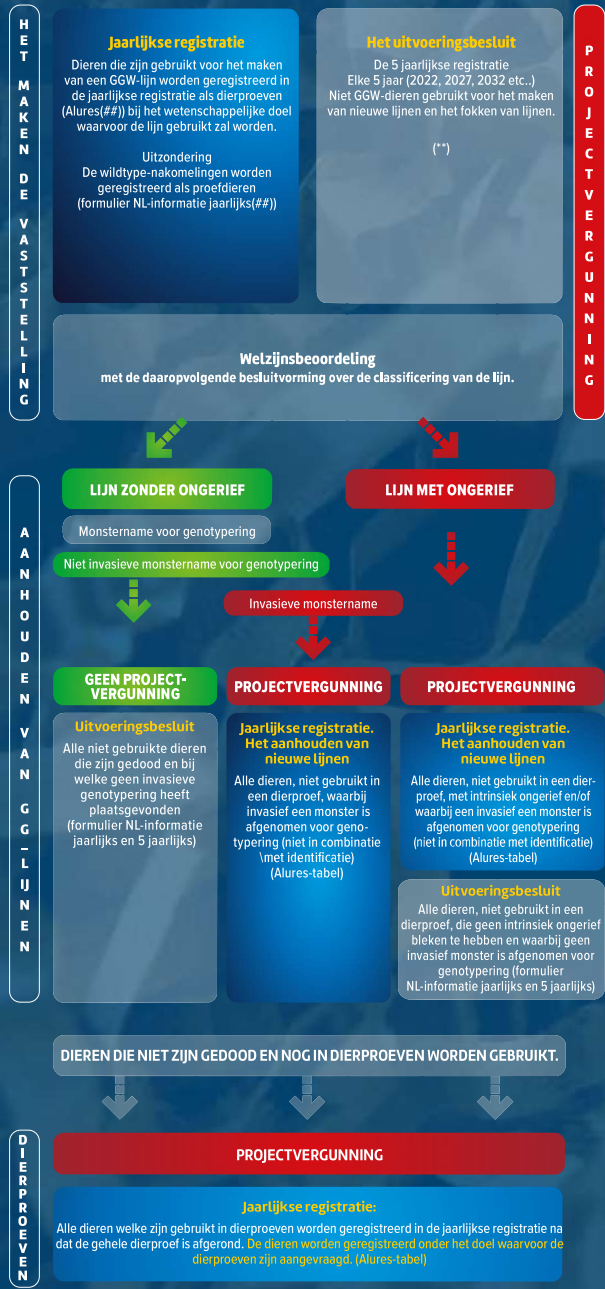 HET MAKEN DE VASTSTELLING
Jaarlijkse registratie
Dieren die zijn gebruikt voor het maken
van een GGW-lijn worden geregistreerd in
de jaarlijkse registratie als dierproeven
(Alures(##)) bij het wetenschappelijke doel
waarvoor de lijn gebruikt zal worden.
Uitzondering
De wildtype-nakomelingen worden
geregistreerd als proefdieren
(formulier NL-informatie jaarlijks(##))
Het uitvoeringsbesluit
De 5 jaarlijkse registratie
Elke 5 jaar (2022, 2027, 2032 etc..)
Niet GGW-dieren gebruikt voor het maken
van nieuwe lijnen en het fokken van lijnen.
(**)
PROJECTVERGUNNING
Welzijnsbeoordeling
met de daaropvolgende besluitvorming over de classificering van de lijn.
AANHOUDEN VAN GG-LIJNEN
LIJN ZONDER ONGERIEF
LIJN MET ONGERIEF
Monstername voor genotypering
Niet invasieve monstername voor genotypering
Invasieve monstername
GEEN PROJECT-
VERGUNNING
Uitvoeringsbesluit
Alle niet gebruikte dieren
die zijn gedood en bij
welke geen invasieve
genotypering heeft
plaatsgevonden
(formulier NL-informatie
jaarlijks en 5 jaarlijks)
PROJECTVERGUNNING
Jaarlijkse registratie.
Het aanhouden van
nieuwe lijnen
Alle dieren, niet gebruikt in
een dierproef, waarbij
invasief een monster is
afgenomen voor geno-
typering (niet in combinatie
\met identificatie)
(Alures-tabel)
PROJECTVERGUNNING
Jaarlijkse registratie.
Het aanhouden van
nieuwe lijnen
Alle dieren, niet gebruikt in een dier-
proef, met intrinsiek ongerief en/of
waarbij een invasief een monster is
afgenomen voor genotypering
(niet in combinatie met identificatie)
(Alures-tabel)
Uitvoeringsbesluit
Alle dieren, niet gebruikt in een
dierproef, die geen intrinsiek ongerief
bleken te hebben en waarbij geen
invasief monster is afgenomen voor
genotypering (formulier
NL-informatie jaarlijks en 5 jaarlijks)
DIEREN DIE NIET ZIJN GEDOOD EN NOG IN DIERPROEVEN WORDEN GEBRUIKT.
DIERPROEVEN
PROJECTVERGUNNING
Jaarlijkse registratie:
Alle dieren welke zijn gebruikt in dierproeven worden geregistreerd in de jaarlijkse registratie na
dat de gehele dierproef is afgerond. De dieren worden geregistreerd onder het doel waarvoor de
dierproeven zijn aangevraagd. (Alures-tabel)